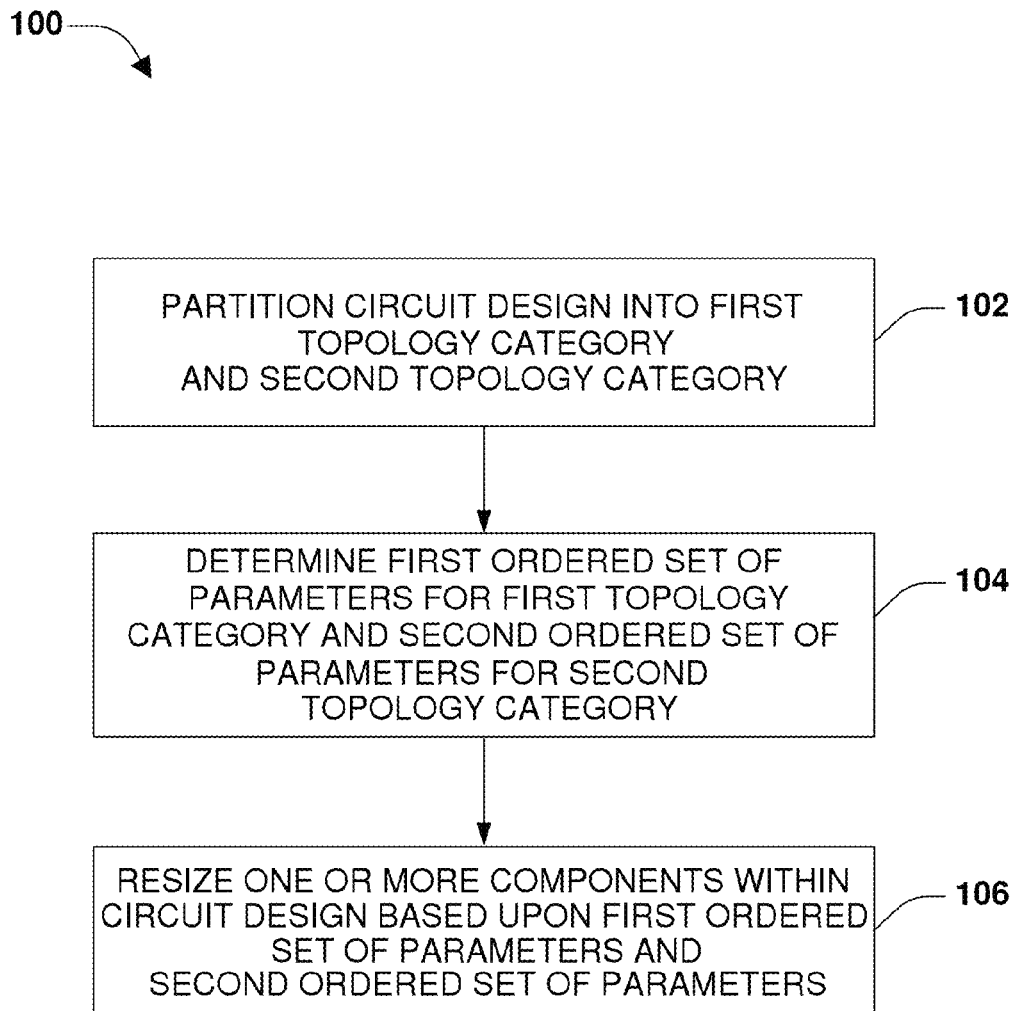 100
PARTITION CIRCUIT DESIGN INTO FIRST
TOPOLOGY CATEGORY
AND SECOND TOPOLOGY CATEGORY
102
DETERMINE FIRST ORDERED SET OF
PARAMETERS FOR FIRST TOPOLOGY
CATEGORY AND SECOND ORDERED SET OF
PARAMETERS FOR SECOND
TOPOLOGY CATEGORY
104
RESIZE ONE OR MORE COMPONENTS WITHIN
CIRCUIT DESIGN BASED UPON FIRST ORDERED
SET OF PARAMETERS AND
SECOND ORDERED SET OF PARAMETERS
106